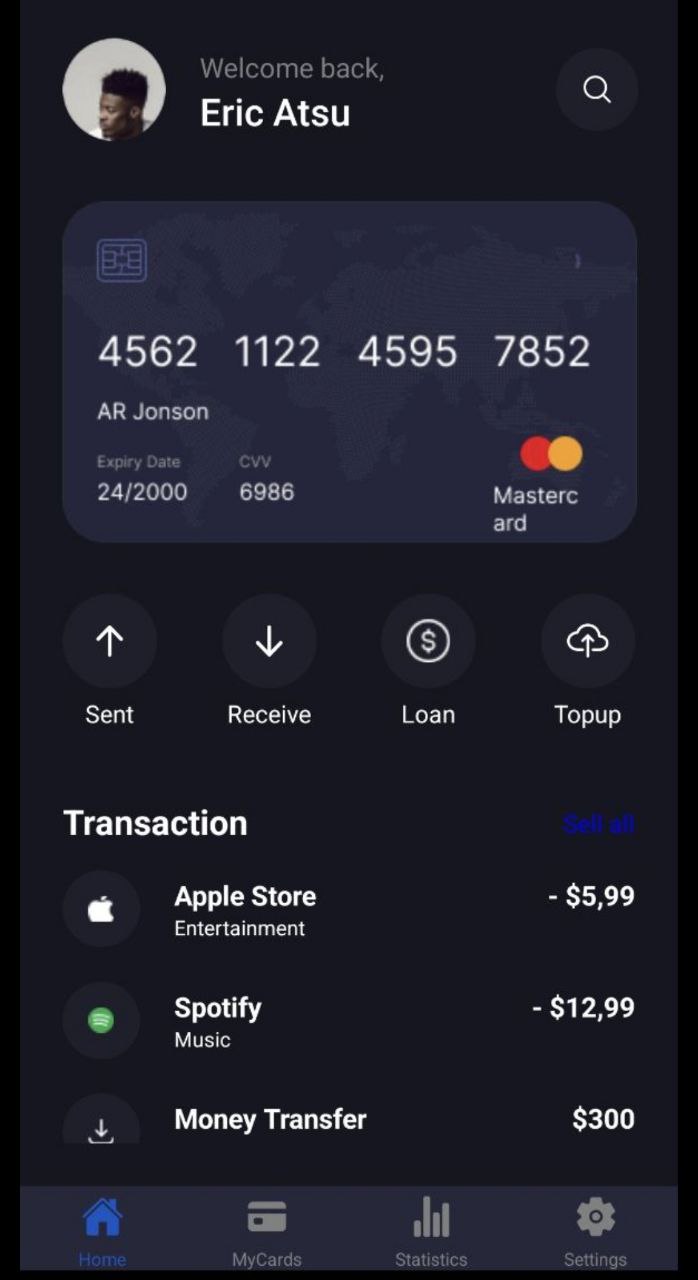 Welcome back,
Eric Atsu
4562 1122 4595 7852
AR Jonson
Expiry Date CVV
24/2000 6986
Masterc
ard
Sent Receive Loan Topup
Transaction Sell all
Apple Store - $5,99
Entertainment
Spotify - $12,99
Music
Money Transfer $300
Home MyCards Statistics Settings